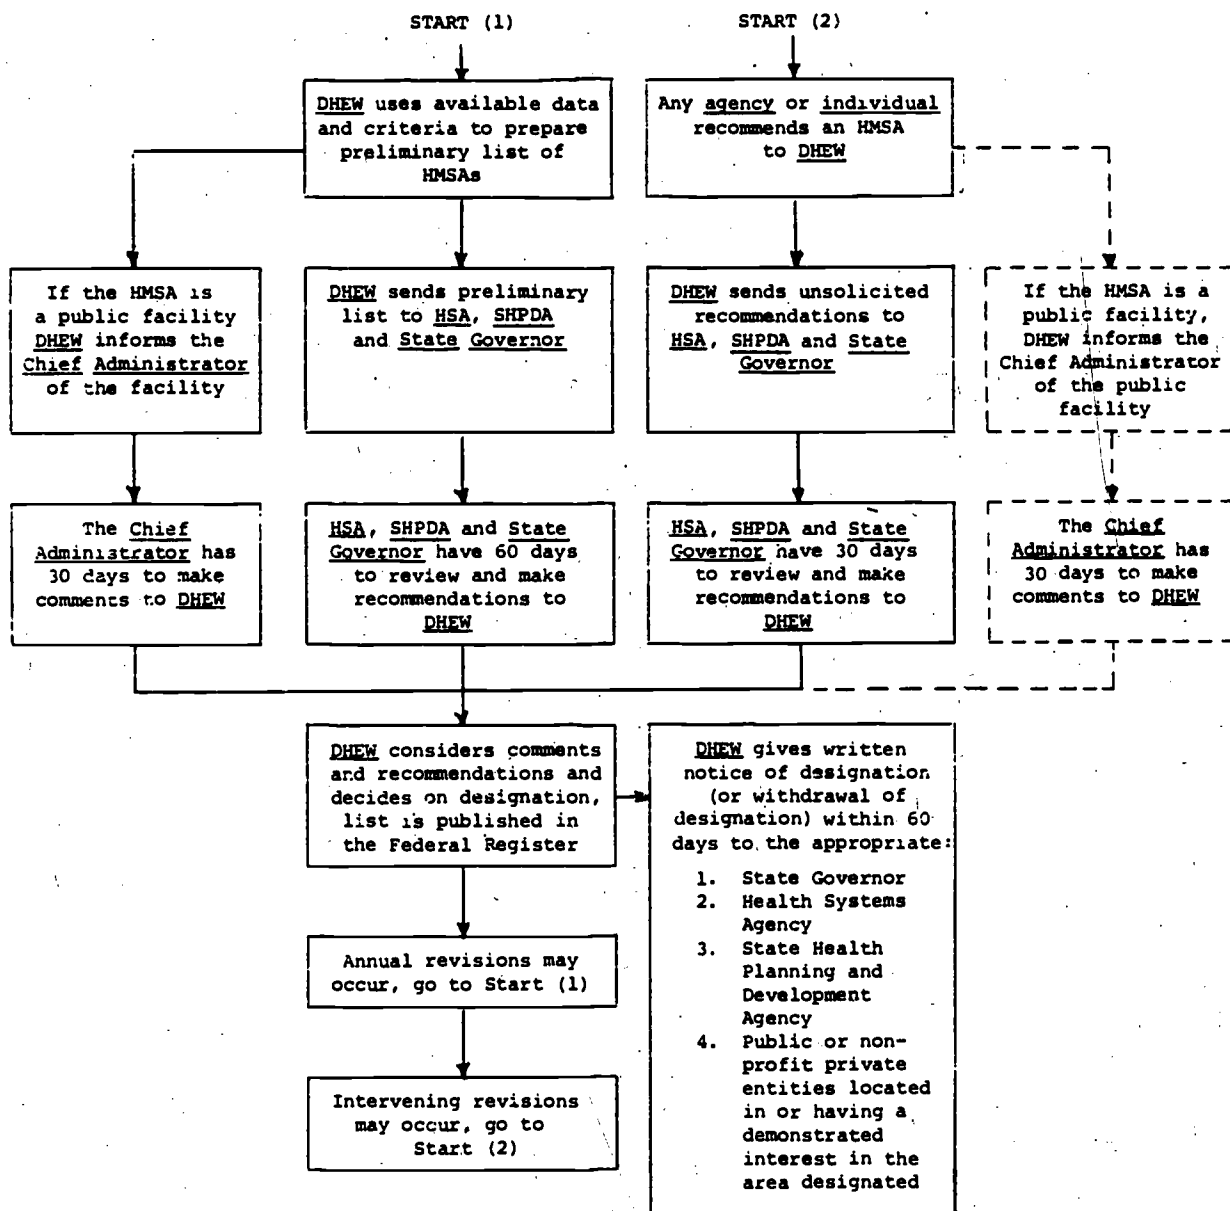 START (1)
START (2)
DHEW uses available data
and criteria to prepare
preliminary list of
HMSAs
Any agency or individual
recommends an HMSA
to DHEW
If the HMSA is
a public facility
DHEW informs the
Chief Administrator
of the facility
DHEW sends preliminary
list to HSA, SHPDA
and State Governor
DHEW sends unsolicited
recommendations to
HSA, SHPDA and State
Governor
If the HMSA is a
public facility,
DHEW informs the
Chief Administrator
of the public
facility
The Chief
Administrator has
30 days to make
comments to DHEW
HSA, SHPDA and State
Governor have 60 days
to review and make
recommendations to
DHEW
HSA, SHPDA and State
Governor have 30 days
to review and make
recommendations to
DHEW
The Chief
Administrator has
30 days to make
comments to DHEW
DHEW considers comments
and recommendations and
decides on designation,
list is published in
the Federal Register
DHEW gives written
notice of designation
(or withdrawal of
designation) within 60
days to the appropriate:
1. State Governor
2. Health Systems
Agency
3. State Health
Planning and
Development
Agency
4. Public or non-
profit private
entities located
in or having a
demonstrated
interest in the
area designated
Annual revisions may
occur, go to Start (1)
Intervening revisions
may occur, go to
Start (2)